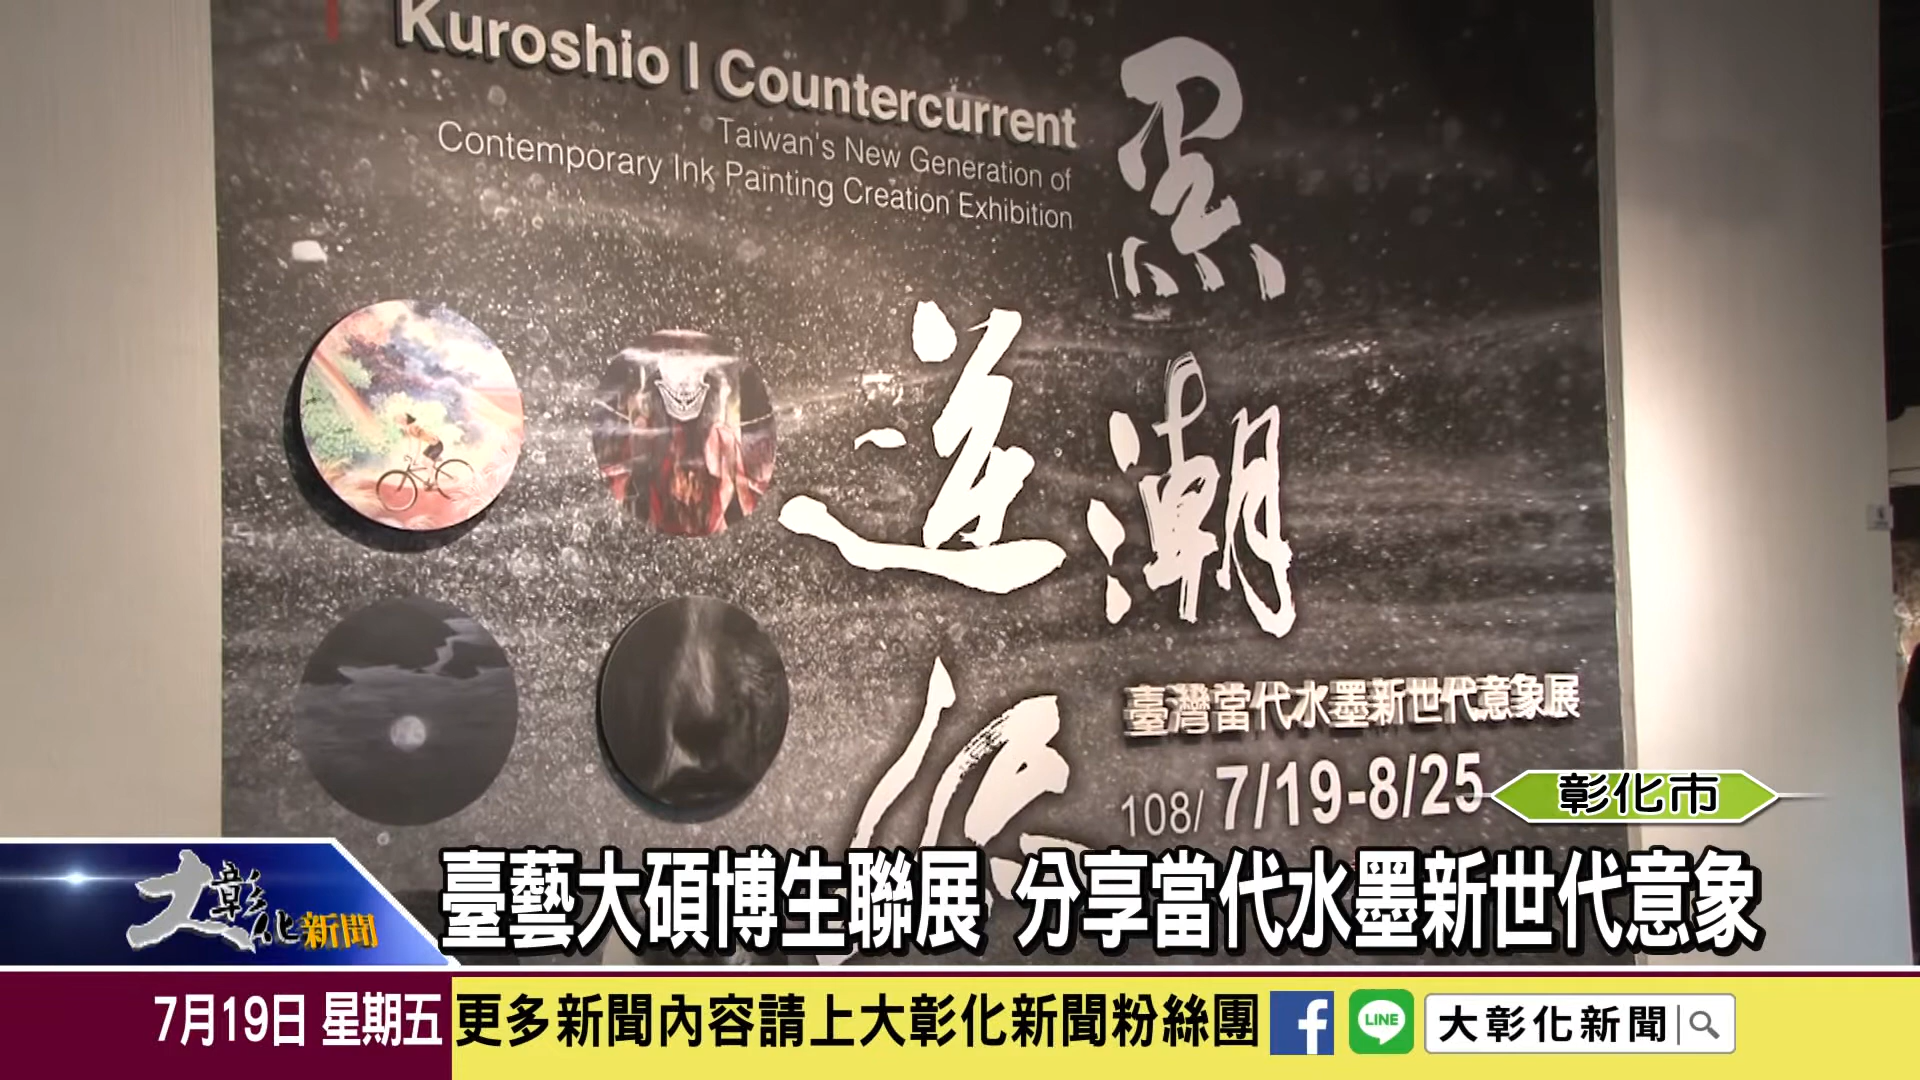 Kuroshio | Countercurrent
Taiwan's New Generation of
Contemporary Ink Painting Creation Exhibition
黑潮
逆流
臺灣當代水墨新世代意象展
108/ 7/19-8/25
彰化市
大彰化新聞
臺藝大碩博生聯展 分享當代水墨新世代意象
7月19日 星期五
更多新聞內容請上大彰化新聞粉絲團
f
LINE
大彰化新聞